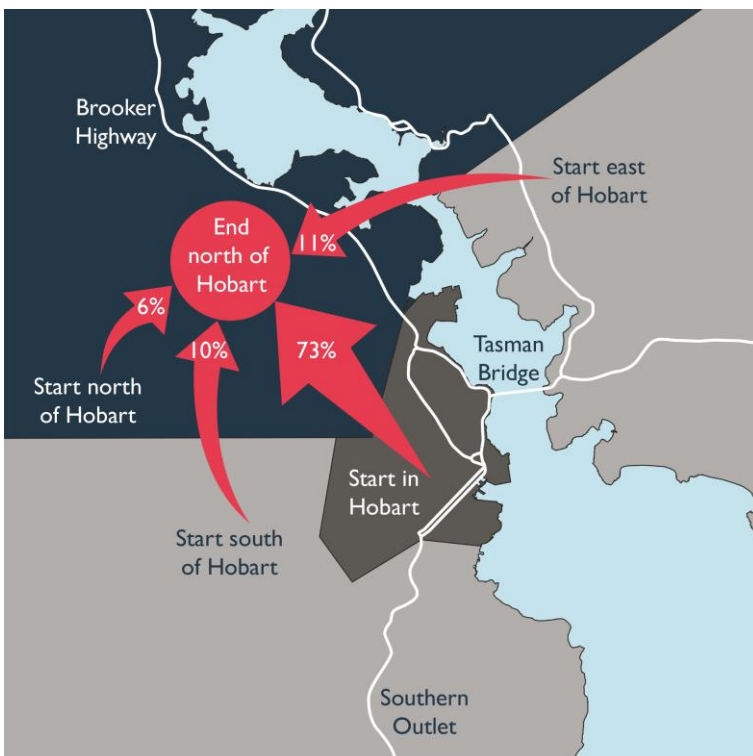 Brooker
Highway
Start east
of Hobart
End
north of
Hobart
11%
6%
10%
73%
Tasman
Bridge
Start north
of Hobart
Start in
Hobart
Start south
of Hobart
Southern
Outlet